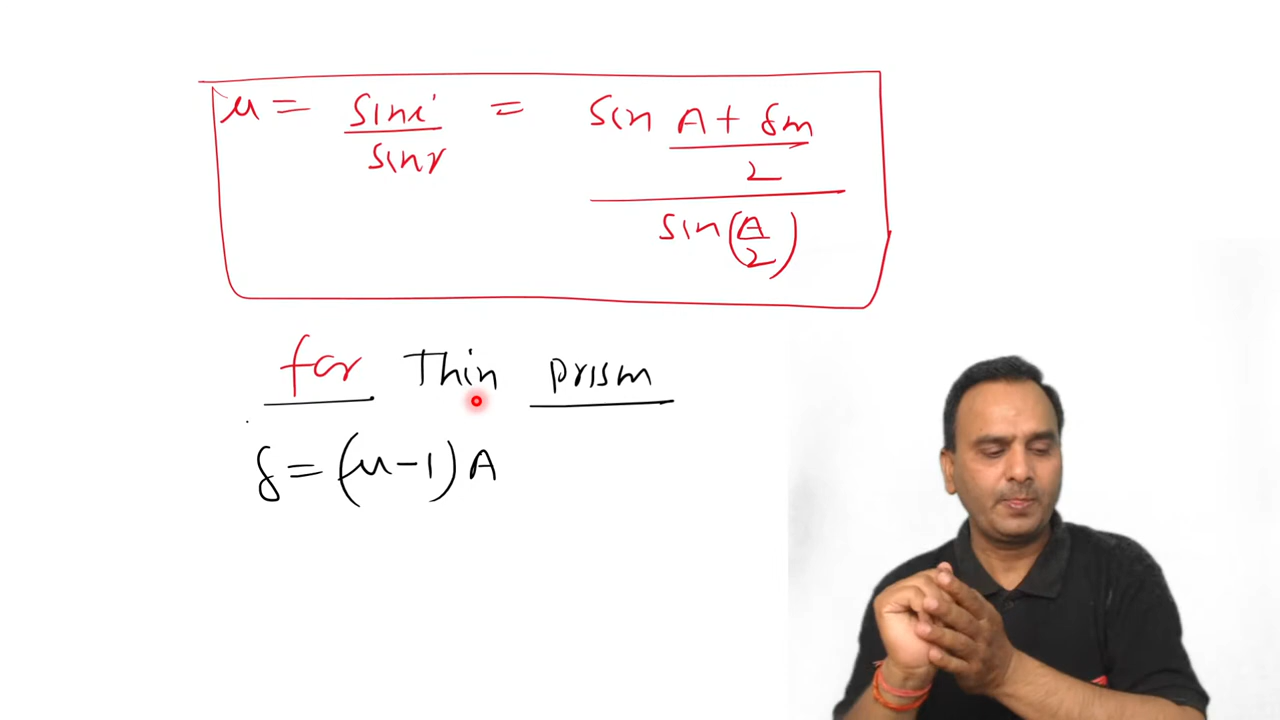 μ = sin i / sin r = sin A + δm / 2 / sin (A / 2)
for Thin prism
δ = (μ - 1) A